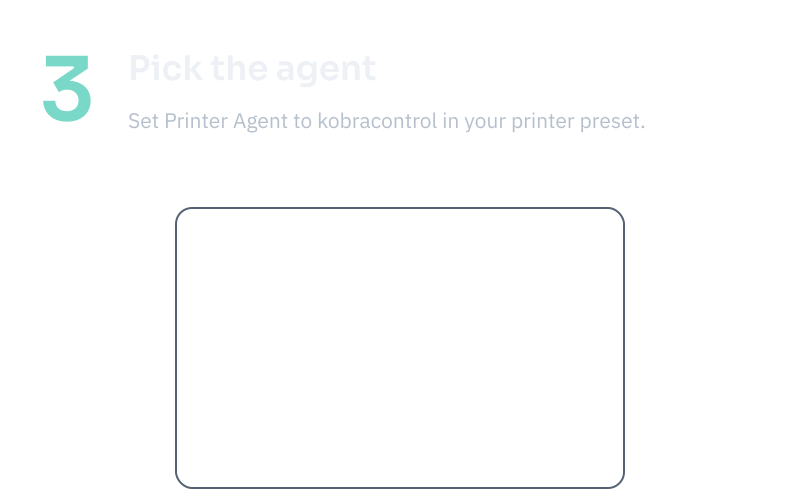 3
Pick the agent
Set Printer Agent to kobracontrol in your printer preset.